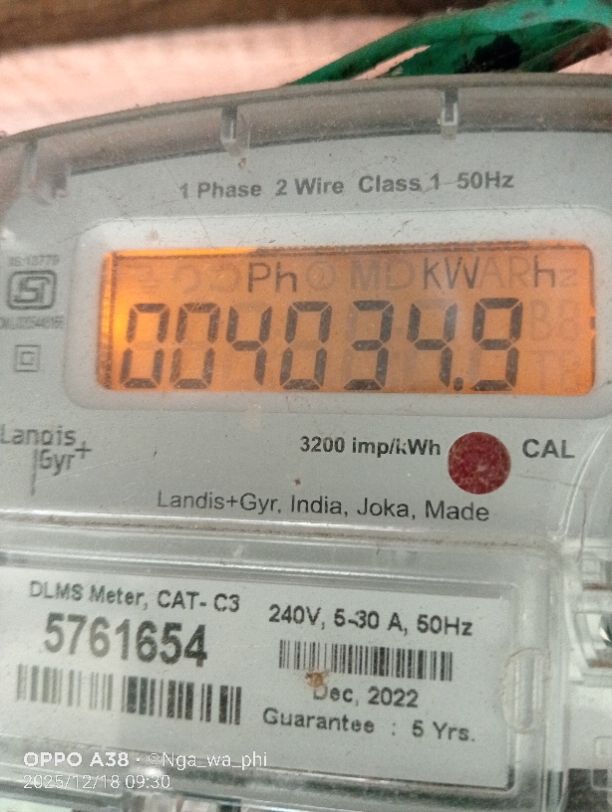 1 Phase 2 Wire Class 1 50Hz
Ph kWh
004034.9
Landis
Gyr+
3200 imp/kWh CAL
Landis+Gyr, India, Joka, Made
DLMS Meter, CAT- C3
5761654
240V, 5-30 A, 50Hz
Dec, 2022
Guarantee : 5 Yrs.
OPPO A38 · ©Nga_wa_phi
2025/12/18 09:30